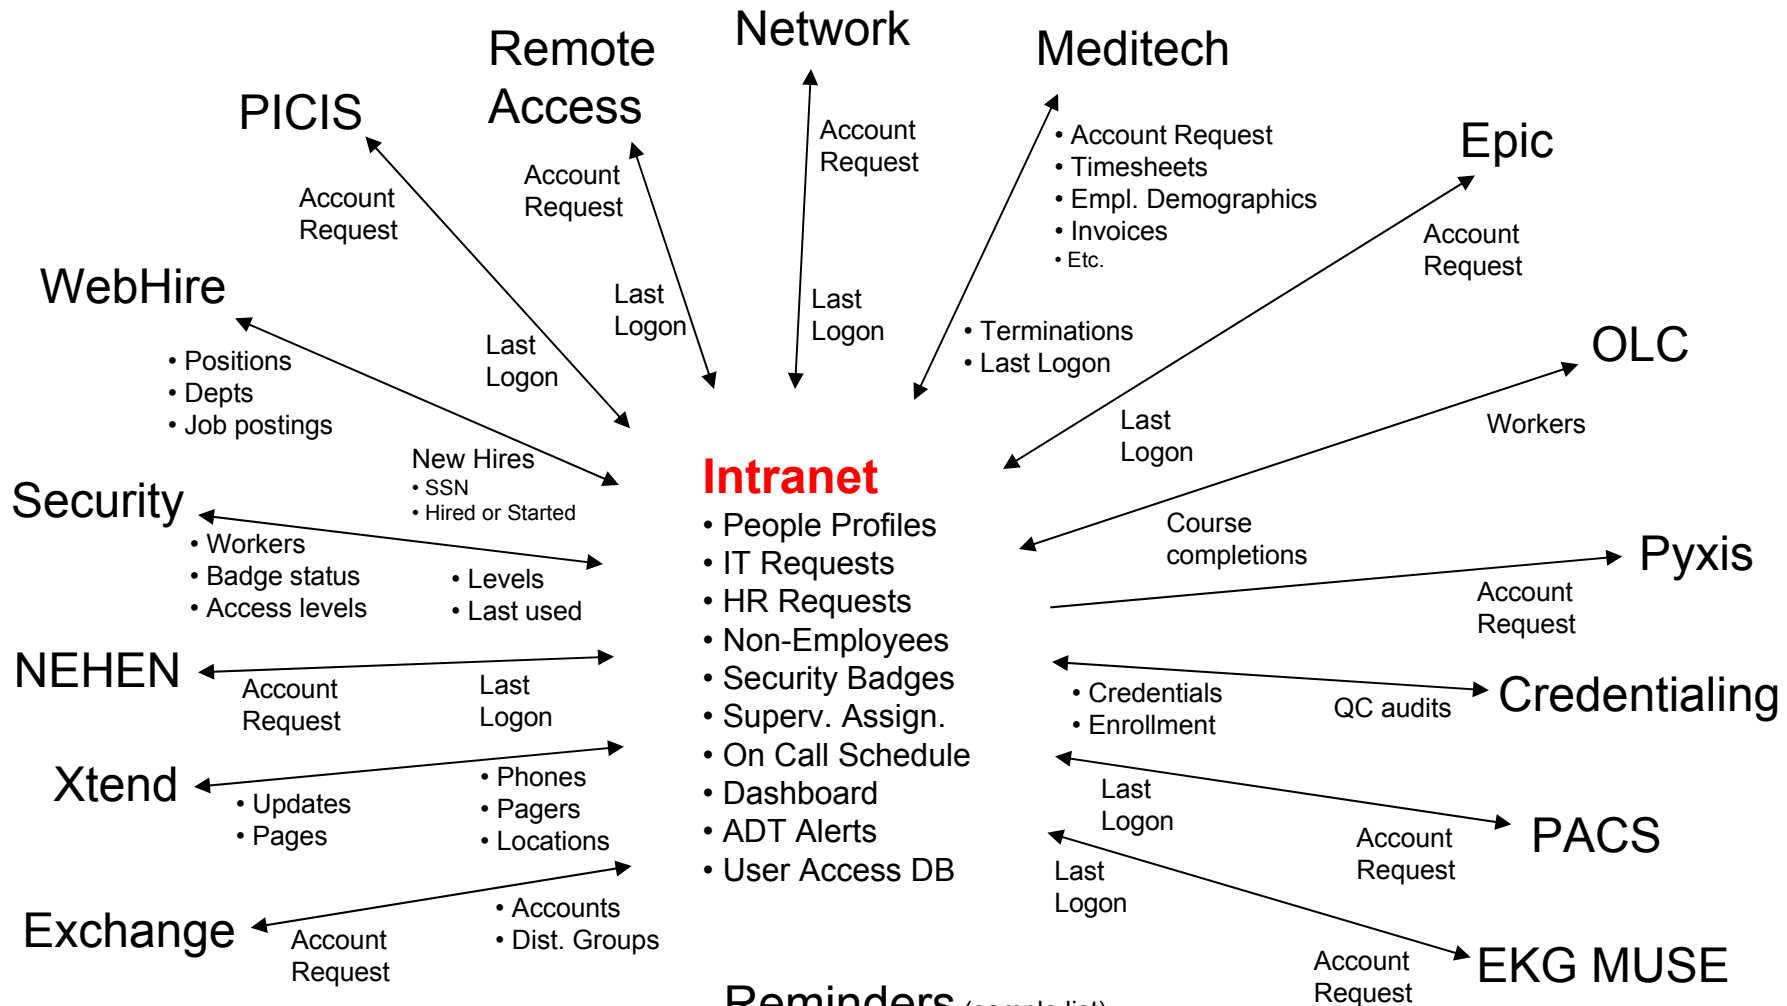 Network
Remote
Access
Meditech
PICIS
Epic
Account
Request
• Account Request
• Timesheets
• Empl. Demographics
• Invoices
• Etc.
Account
Request
Account
Request
Account
Request
WebHire
Last
Logon
Last
Logon
• Terminations
• Last Logon
Last
Logon
OLC
• Positions
• Depts
• Job postings
Last
Logon
Workers
New Hires
• SSN
• Hired or Started
Intranet
• People Profiles
• IT Requests
• HR Requests
• Non-Employees
• Security Badges
• Superv. Assign.
• On Call Schedule
• Dashboard
• ADT Alerts
• User Access DB
Security
• Workers
• Badge status
• Access levels
• Levels
• Last used
Course
completions
Pyxis
Account
Request
NEHEN
Account
Request
Last
Logon
• Credentials
• Enrollment
QC audits
Credentialing
Xtend
• Updates
• Pages
• Phones
• Pagers
• Locations
Last
Logon
Account
Request
PACS
Exchange
Account
Request
• Accounts
• Dist. Groups
Last
Logon
Account
Request
EKG MUSE
Reminders (sample list)